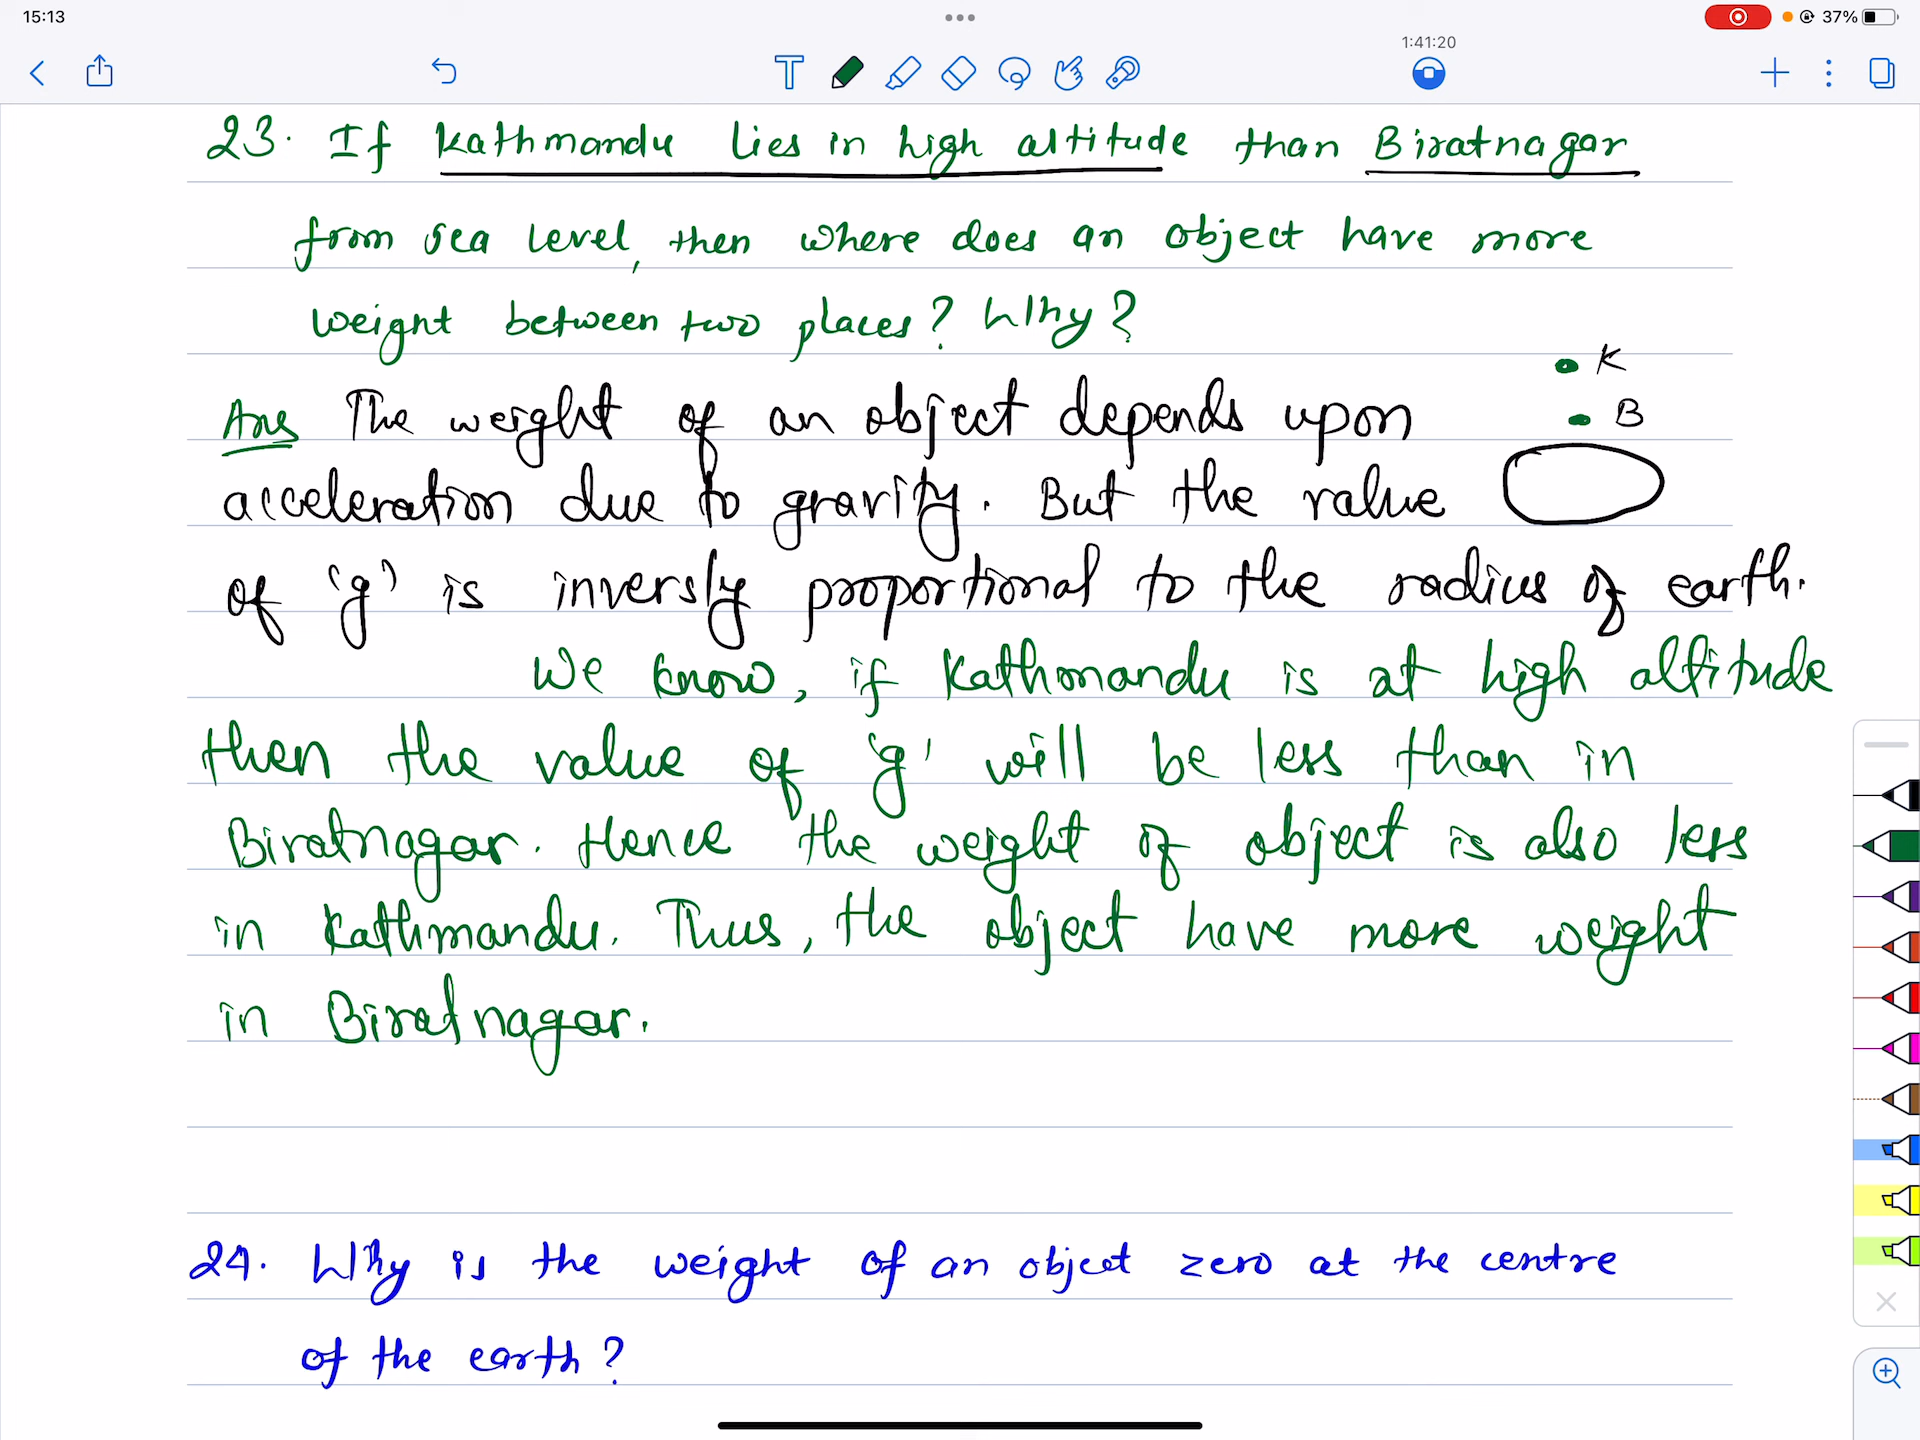 15:13
37%
1:41:20
23. If Kathmandu lies in high altitude than Biratnagar
from sea level, then where does an object have more
weight between two places? Why?
K
Ans The weight of an object depends upon
B
acceleration due to gravity. But the value
of 'g' is inversly proportional to the radius of earth.
We know, if Kathmandu is at high altitude
then the value of 'g' will be less than in
Biratnagar. Hence the weight of object is also less
in Kathmandu. Thus, the object have more weight
in Biratnagar.
24. Why is the weight of an object zero at the centre
of the earth?